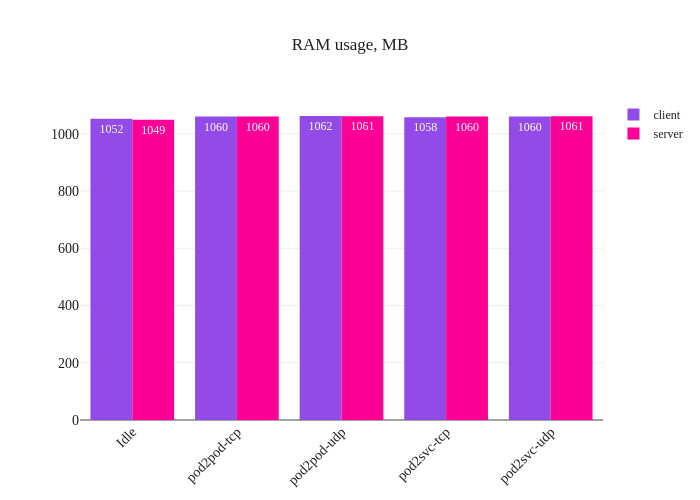 RAM usage, MB
client
server
1000
800
600
400
200
0
1052
1049
1060
1060
1062
1061
1058
1060
1060
1061
Idle
pod2pod-tcp
pod2pod-udp
pod2svc-tcp
pod2svc-udp